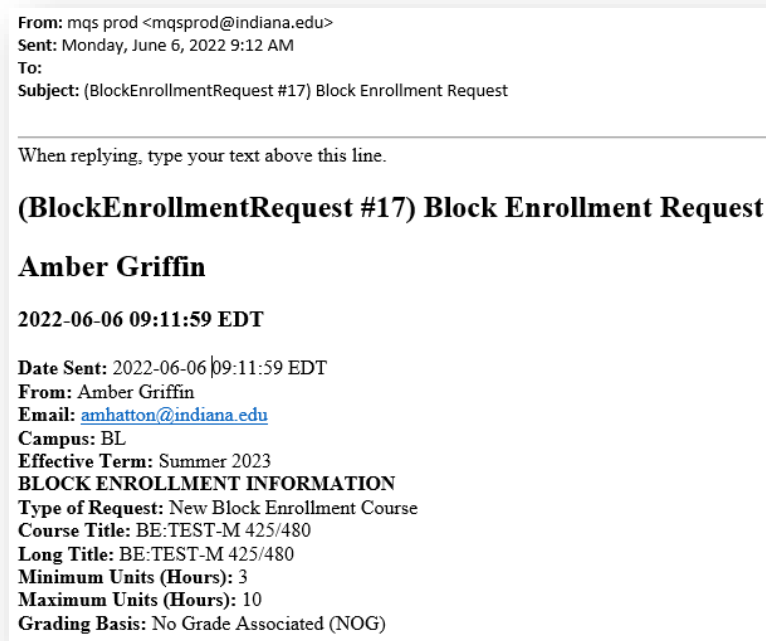 From: mqs prod <mqsprod@indiana.edu>
Sent: Monday, June 6, 2022 9:12 AM
To:
Subject: (BlockEnrollmentRequest #17) Block Enrollment Request
When replying, type your text above this line.
(BlockEnrollmentRequest #17) Block Enrollment Request
Amber Griffin
2022-06-06 09:11:59 EDT
Date Sent: 2022-06-06 09:11:59 EDT
From: Amber Griffin
Email: amhatton@indiana.edu
Campus: BL
Effective Term: Summer 2023
BLOCK ENROLLMENT INFORMATION
Type of Request: New Block Enrollment Course
Course Title: BE:TEST-M 425/480
Long Title: BE:TEST-M 425/480
Minimum Units (Hours): 3
Maximum Units (Hours): 10
Grading Basis: No Grade Associated (NOG)